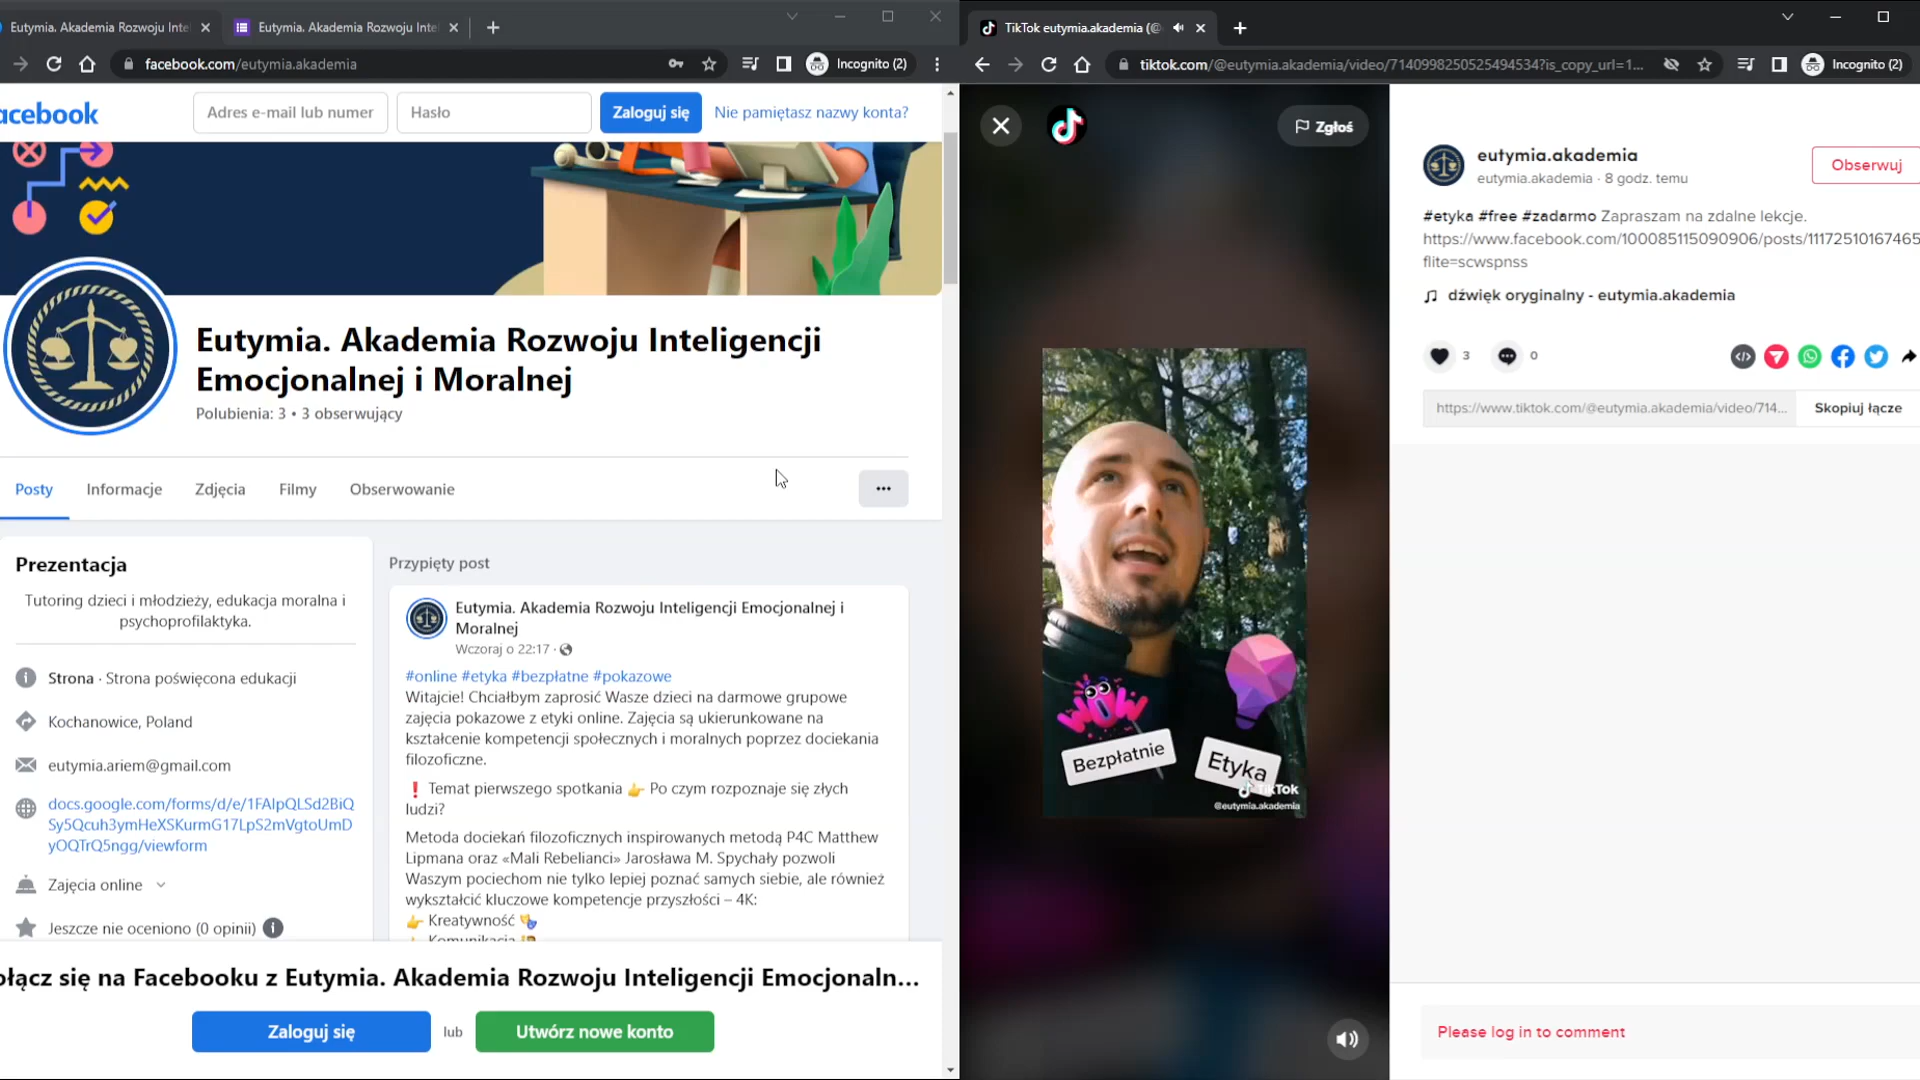 Eutymia. Akademia Rozwoju Inte
Eutymia. Akademia Rozwoju Inte
facebook.com/eutymia.akademia
Incognito (2)
acebook
Adres e-mail lub numer
Hasło
Zaloguj się
Nie pamiętasz nazwy konta?
Eutymia. Akademia Rozwoju Inteligencji
Emocjonalnej i Moralnej
Polubienia: 3 • 3 obserwujący
Posty
Informacje
Zdjęcia
Filmy
Obserwowanie
Prezentacja
Tutoring dzieci i młodzieży, edukacja moralna i
psychoprofilaktyka.
Strona · Strona poświęcona edukacji
Kochanowice, Poland
eutymia.ariem@gmail.com
docs.google.com/forms/d/e/1FAIpQLSd2BiQ
Sy5Qcuh3ymHeXSKurmG17LpS2mVgtoUmD
yOQTrQ5ngg/viewform
Zajęcia online
Jeszcze nie oceniono (0 opinii)
Przypięty post
Eutymia. Akademia Rozwoju Inteligencji Emocjonalnej i
Moralnej
Wczoraj o 22:17 ·
#online #etyka #bezpłatne #pokazowe
Witajcie! Chciałbym zaprosić Wasze dzieci na darmowe grupowe
zajęcia pokazowe z etyki online. Zajęcia są ukierunkowane na
kształcenie kompetencji społecznych i moralnych poprzez dociekania
filozoficzne.
❗ Temat pierwszego spotkania 👉 Po czym rozpoznaje się złych
ludzi?
Metoda dociekań filozoficznych inspirowanych metodą P4C Matthew
Lipmana oraz «Mali Rebelianci» Jarosława M. Spychały pozwoli
Waszym pociechom nie tylko lepiej poznać samych siebie, ale również
wykształcić kluczowe kompetencje przyszłości – 4K:
👉 Kreatywność
Komunikacja
ołącz się na Facebooku z Eutymia. Akademia Rozwoju Inteligencji Emocjonaln...
Zaloguj się
lub
Utwórz nowe konto
TikTok eutymia.akademia (@
tiktok.com/@eutymia.akademia/video/7140998250525494534?is_copy_url=1...
Incognito (2)
Zgłoś
WOW
Bezpłatnie
Etyka
TikTok
@eutymia.akademia
eutymia.akademia
eutymia.akademia · 8 godz. temu
Obserwuj
#etyka #free #zadarmo Zapraszam na zdalne lekcje.
https://www.facebook.com/100085115090906/posts/11172510167465
flite=scwspnss
dźwięk oryginalny - eutymia.akademia
3
0
https://www.tiktok.com/@eutymia.akademia/video/714...
Skopiuj łącze
Please log in to comment